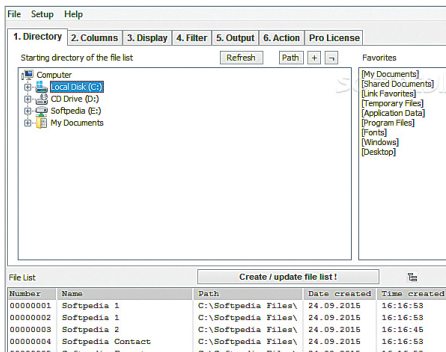 File Setup Help
1. Directory 2. Columns 3. Display 4. Filter 5. Output 6. Action Pro License
Starting directory of the file list Refresh Path + ¬ Favorites
Computer
Local Disk (C:)
CD Drive (D:)
Softpedia (E:)
My Documents
[My Documents]
[Shared Documents]
[Link Favorites]
[Temporary Files]
[Application Data]
[Program Files]
[Fonts]
[Windows]
[Desktop]
File List Create / update file list !
Number Name Path Date created Time created
00000001 Softpedia 1 C:\Softpedia Files\ 24.09.2015 16:16:53
00000002 Softpedia 1 C:\Softpedia Files\ 24.09.2015 16:16:53
00000003 Softpedia 2 C:\Softpedia Files\ 24.09.2015 16:16:45
00000004 Softpedia Contact C:\Softpedia Files\ 24.09.2015 16:16:53